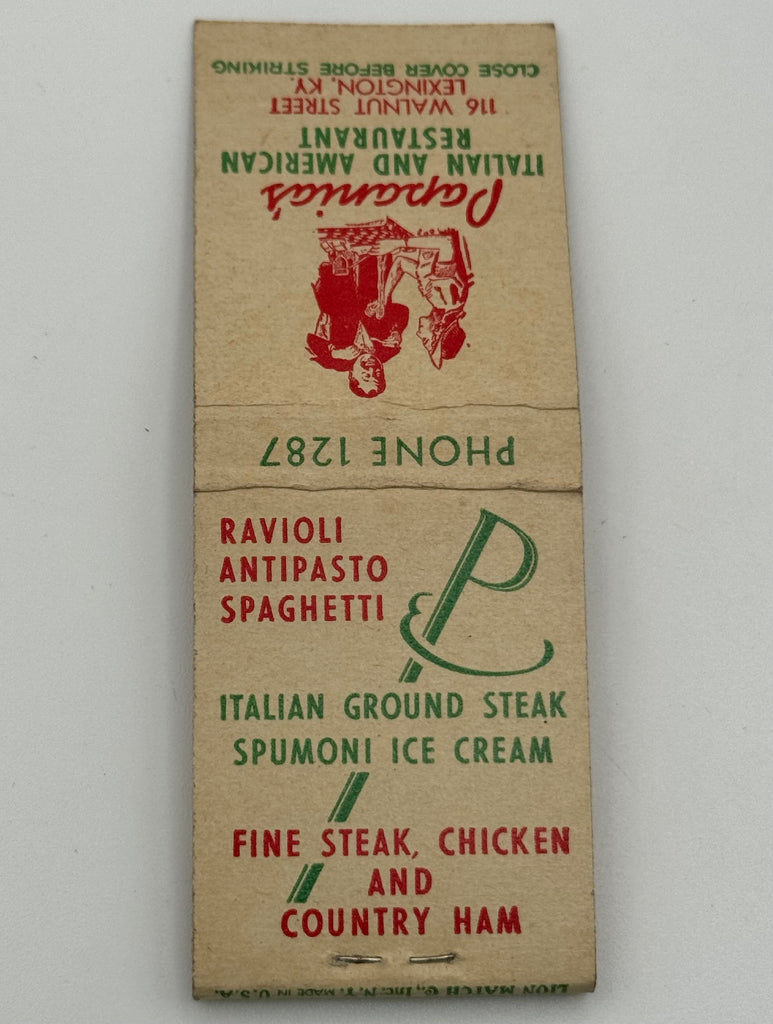 CLOSE COVER BEFORE STRIKING
116 WALNUT STREET
LEXINGTON, KY.
ITALIAN AND AMERICAN
RESTAURANT
Papania's
PHONE 1287
RAVIOLI
ANTIPASTO
SPAGHETTI
P
ITALIAN GROUND STEAK
SPUMONI ICE CREAM
FINE STEAK, CHICKEN
AND
COUNTRY HAM
LION MATCH Co., INC. N.Y. MADE IN U.S.A.